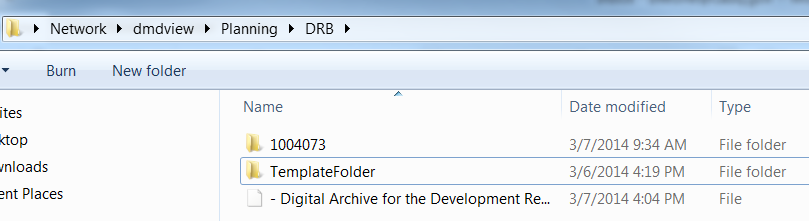 Network dmdview Planning DRB
Burn New folder
Name Date modified Type
ites
1004073 3/7/2014 9:34 AM File folder
ktop
TemplateFolder 3/6/2014 4:19 PM File folder
wnloads
ent Places
- Digital Archive for the Development Re... 3/7/2014 4:04 PM File